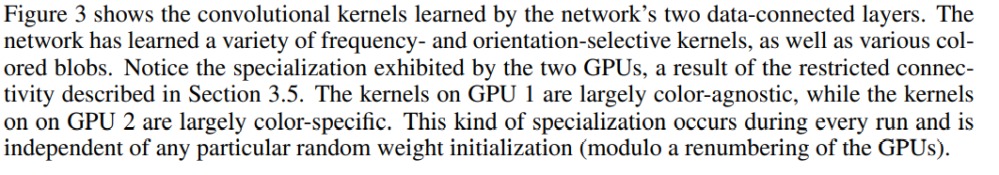 Figure 3 shows the convolutional kernels learned by the network's two data-connected layers. The
network has learned a variety of frequency- and orientation-selective kernels, as well as various col-
ored blobs. Notice the specialization exhibited by the two GPUs, a result of the restricted connec-
tivity described in Section 3.5. The kernels on GPU 1 are largely color-agnostic, while the kernels
on on GPU 2 are largely color-specific. This kind of specialization occurs during every run and is
independent of any particular random weight initialization (modulo a renumbering of the GPUs).